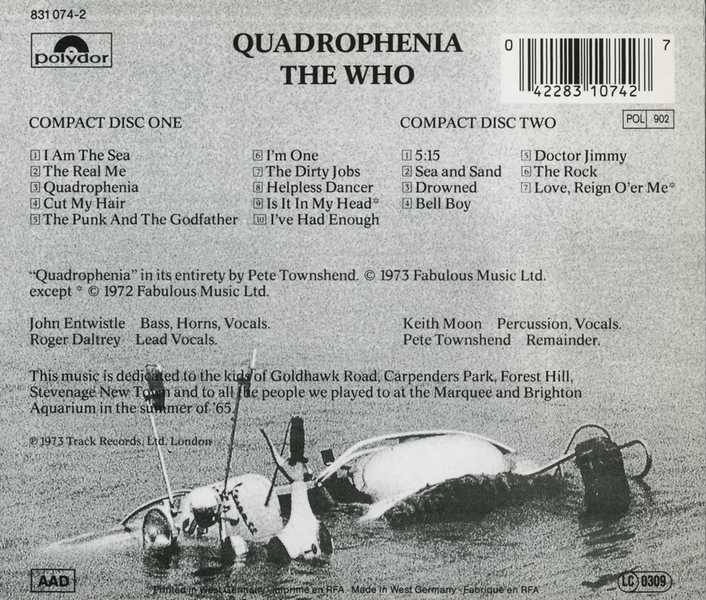 831 074-2
polydor
QUADROPHENIA
THE WHO
0 42283 10742 7
POL 902
COMPACT DISC ONE
1 I Am The Sea
2 The Real Me
3 Quadrophenia
4 Cut My Hair
5 The Punk And The Godfather
6 I'm One
7 The Dirty Jobs
8 Helpless Dancer
9 Is It In My Head*
10 I've Had Enough
COMPACT DISC TWO
1 5:15
2 Sea and Sand
3 Drowned
4 Bell Boy
5 Doctor Jimmy
6 The Rock
7 Love, Reign O'er Me*
“Quadrophenia” in its entirety by Pete Townshend. © 1973 Fabulous Music Ltd.
except * © 1972 Fabulous Music Ltd.
John Entwistle Bass, Horns, Vocals.
Roger Daltrey Lead Vocals.
Keith Moon Percussion, Vocals.
Pete Townshend Remainder.
This music is dedicated to the kids of Goldhawk Road, Carpenders Park, Forest Hill,
Stevenage New Town and to all the people we played to at the Marquee and Brighton
Aquarium in the summer of '65.
℗ 1973 Track Records, Ltd. London
AAD
Printed in West Germany · Imprimé en RFA · Made in West Germany · Fabriqué en RFA
LC 0309